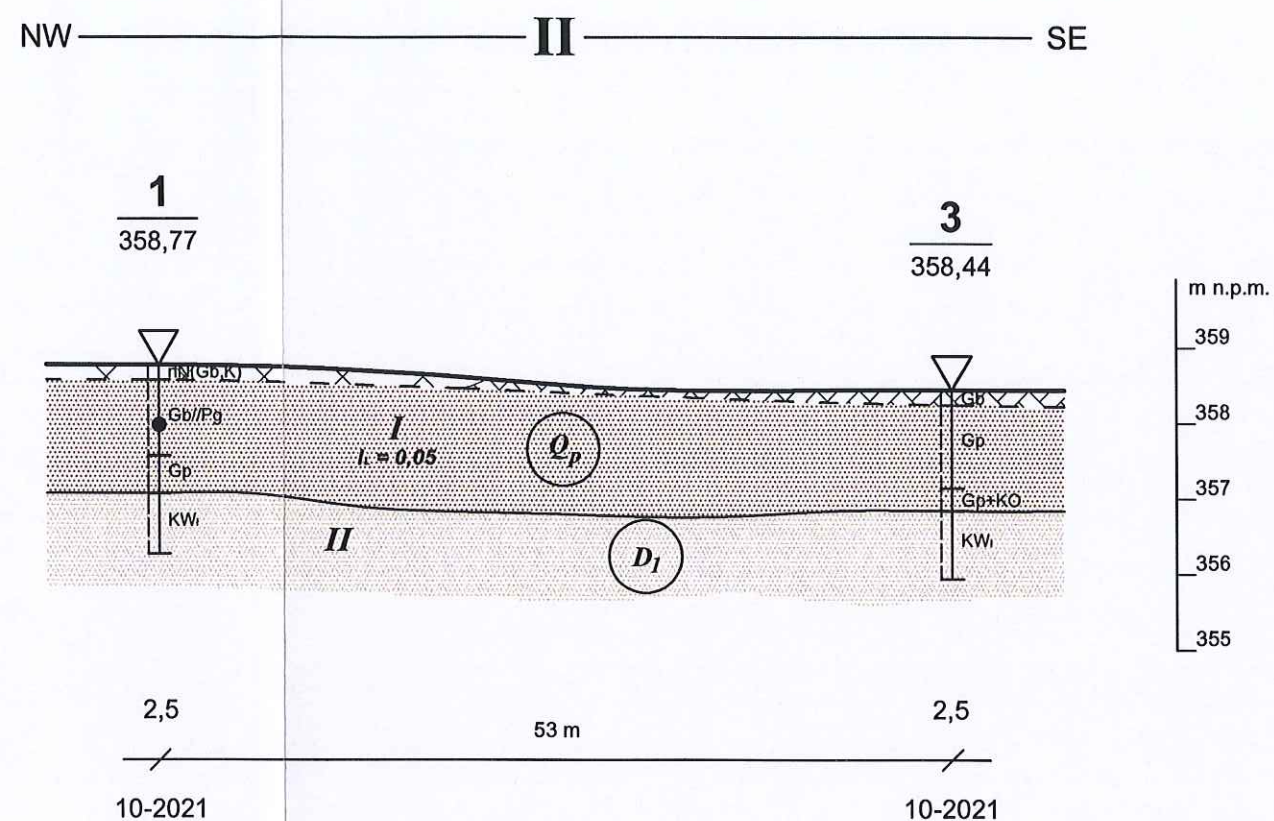 NW II SE
1
358,77
3
358,44
m n.p.m.
359
358
357
356
355
nN(Gb,K)
Gb//Pg
Gp
KWı
I
IL = 0,05
Qp
II
D1
Gb
Gp
Gp+KO
KWı
2,5
53 m
2,5
10-2021
10-2021